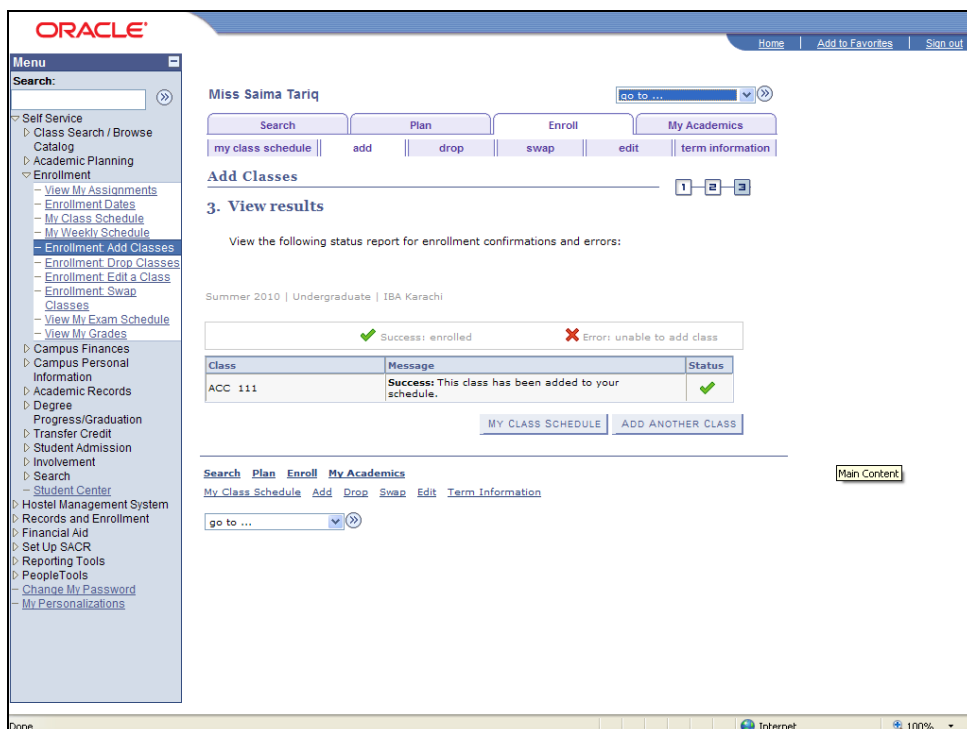 ORACLE®
Home | Add to Favorites | Sign out
Menu
Search:
Self Service
Class Search / Browse
Catalog
Academic Planning
Enrollment
View My Assignments
Enrollment Dates
My Class Schedule
My Weekly Schedule
Enrollment: Add Classes
Enrollment: Drop Classes
Enrollment: Edit a Class
Enrollment: Swap
Classes
View My Exam Schedule
View My Grades
Campus Finances
Campus Personal
Information
Academic Records
Degree
Progress/Graduation
Transfer Credit
Student Admission
Involvement
Search
Student Center
Hostel Management System
Records and Enrollment
Financial Aid
Set Up SACR
Reporting Tools
PeopleTools
Change My Password
My Personalizations
Miss Saima Tariq
go to ...
Search Plan Enroll My Academics
my class schedule || add || drop || swap || edit || term information
Add Classes
1 2 3
3. View results
View the following status report for enrollment confirmations and errors:
Summer 2010 | Undergraduate | IBA Karachi
Success: enrolled Error: unable to add class
Class Message Status
ACC 111 Success: This class has been added to your
schedule.
MY CLASS SCHEDULE ADD ANOTHER CLASS
Search Plan Enroll My Academics
My Class Schedule Add Drop Swap Edit Term Information
go to ...
Main Content
Done Internet 100%